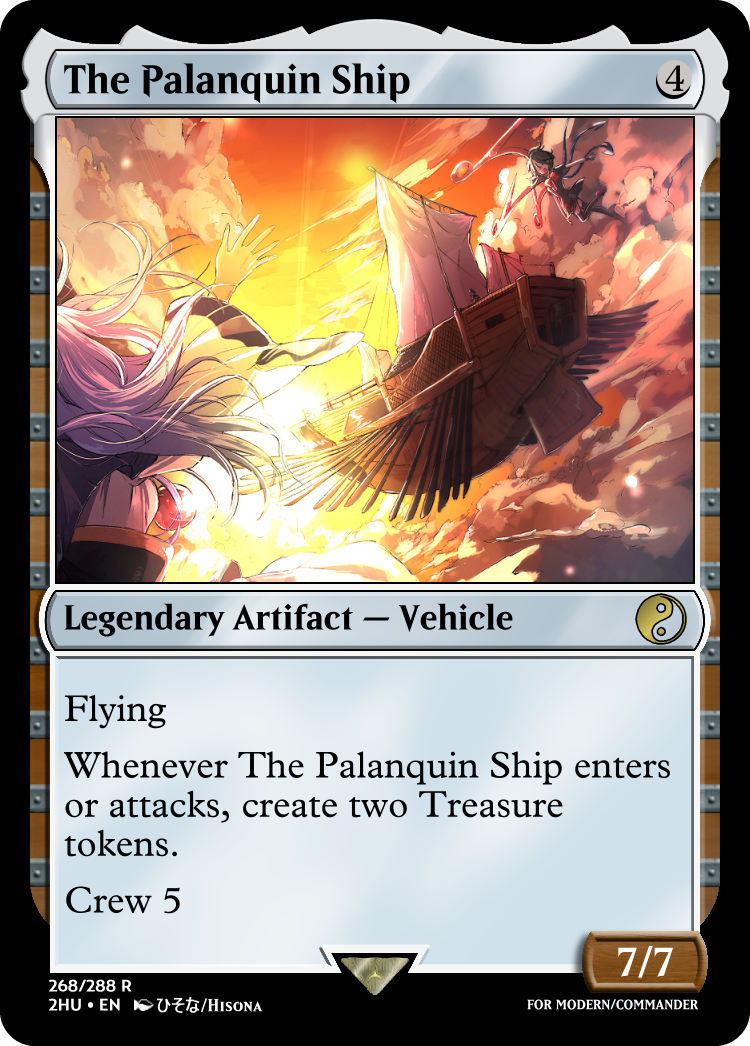 The Palanquin Ship 4
Legendary Artifact — Vehicle
Flying
Whenever The Palanquin Ship enters
or attacks, create two Treasure
tokens.
Crew 5
7/7
268/288 R
2HU • EN ひそな/Hisona
FOR MODERN/COMMANDER